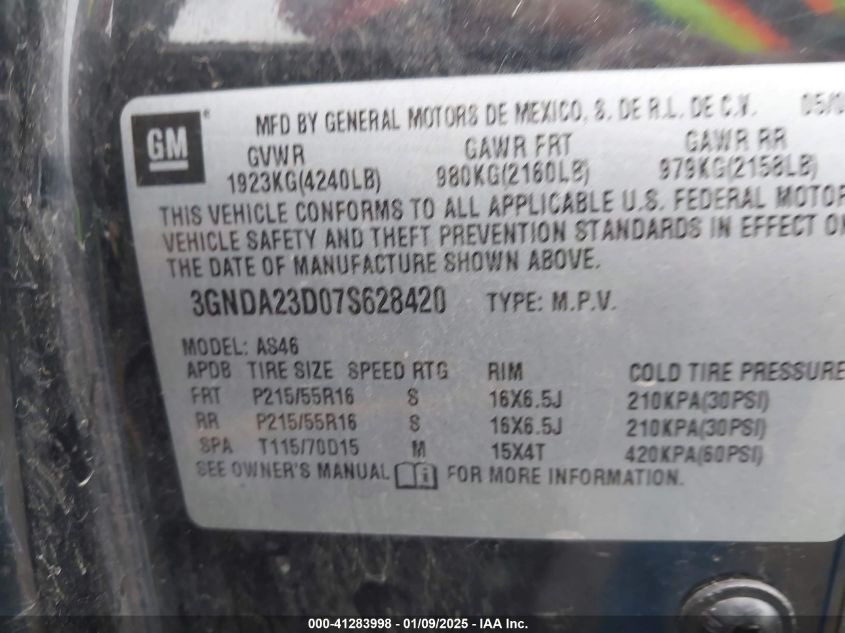 GM
MFD BY GENERAL MOTORS DE MEXICO, S. DE R.L. DE C.V. 05/0
GVWR GAWR FRT GAWR RR
1923KG(4240LB) 980KG(2160LB) 979KG(2158LB)
THIS VEHICLE CONFORMS TO ALL APPLICABLE U.S. FEDERAL MOTOR
VEHICLE SAFETY AND THEFT PREVENTION STANDARDS IN EFFECT ON
THE DATE OF MANUFACTURE SHOWN ABOVE.
3GNDA23D07S628420 TYPE: M.P.V.
MODEL: AS46
APDB TIRE SIZE SPEED RTG RIM COLD TIRE PRESSURE
FRT P215/55R16 S 16X6.5J 210KPA(30PSI)
RR P215/55R16 S 16X6.5J 210KPA(30PSI)
SPA T115/70D15 M 15X4T 420KPA(60PSI)
SEE OWNER'S MANUAL FOR MORE INFORMATION.
000-41283998 - 01/09/2025 - IAA Inc.